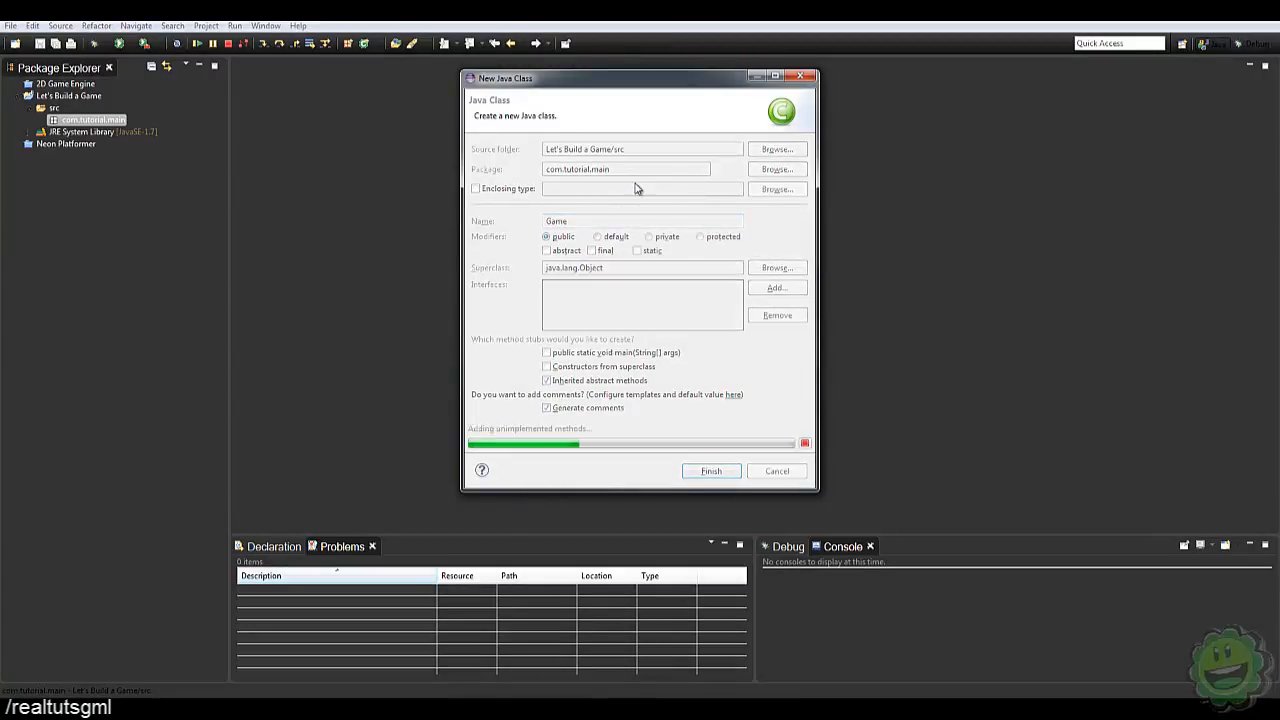 File Edit Source Refactor Navigate Search Project Run Window Help
Quick Access
Java
Debug
Package Explorer
2D Game Engine
Let's Build a Game
src
com.tutorial.main
JRE System Library [JavaSE-1.7]
Neon Platformer
New Java Class
Java Class
Create a new Java class.
Source folder: Let's Build a Game/src Browse...
Package: com.tutorial.main Browse...
Enclosing type: Browse...
Name: Game
Modifiers: public default private protected
abstract final static
Superclass: java.lang.Object Browse...
Interfaces: Add...
Remove
Which method stubs would you like to create?
public static void main(String[] args)
Constructors from superclass
Inherited abstract methods
Do you want to add comments? (Configure templates and default value here)
Generate comments
Adding unimplemented methods...
? Finish Cancel
Declaration Problems
0 items
Description Resource Path Location Type
Debug Console
No consoles to display at this time.
com.tutorial.main - Let's Build a Game/src
/realtutsgml